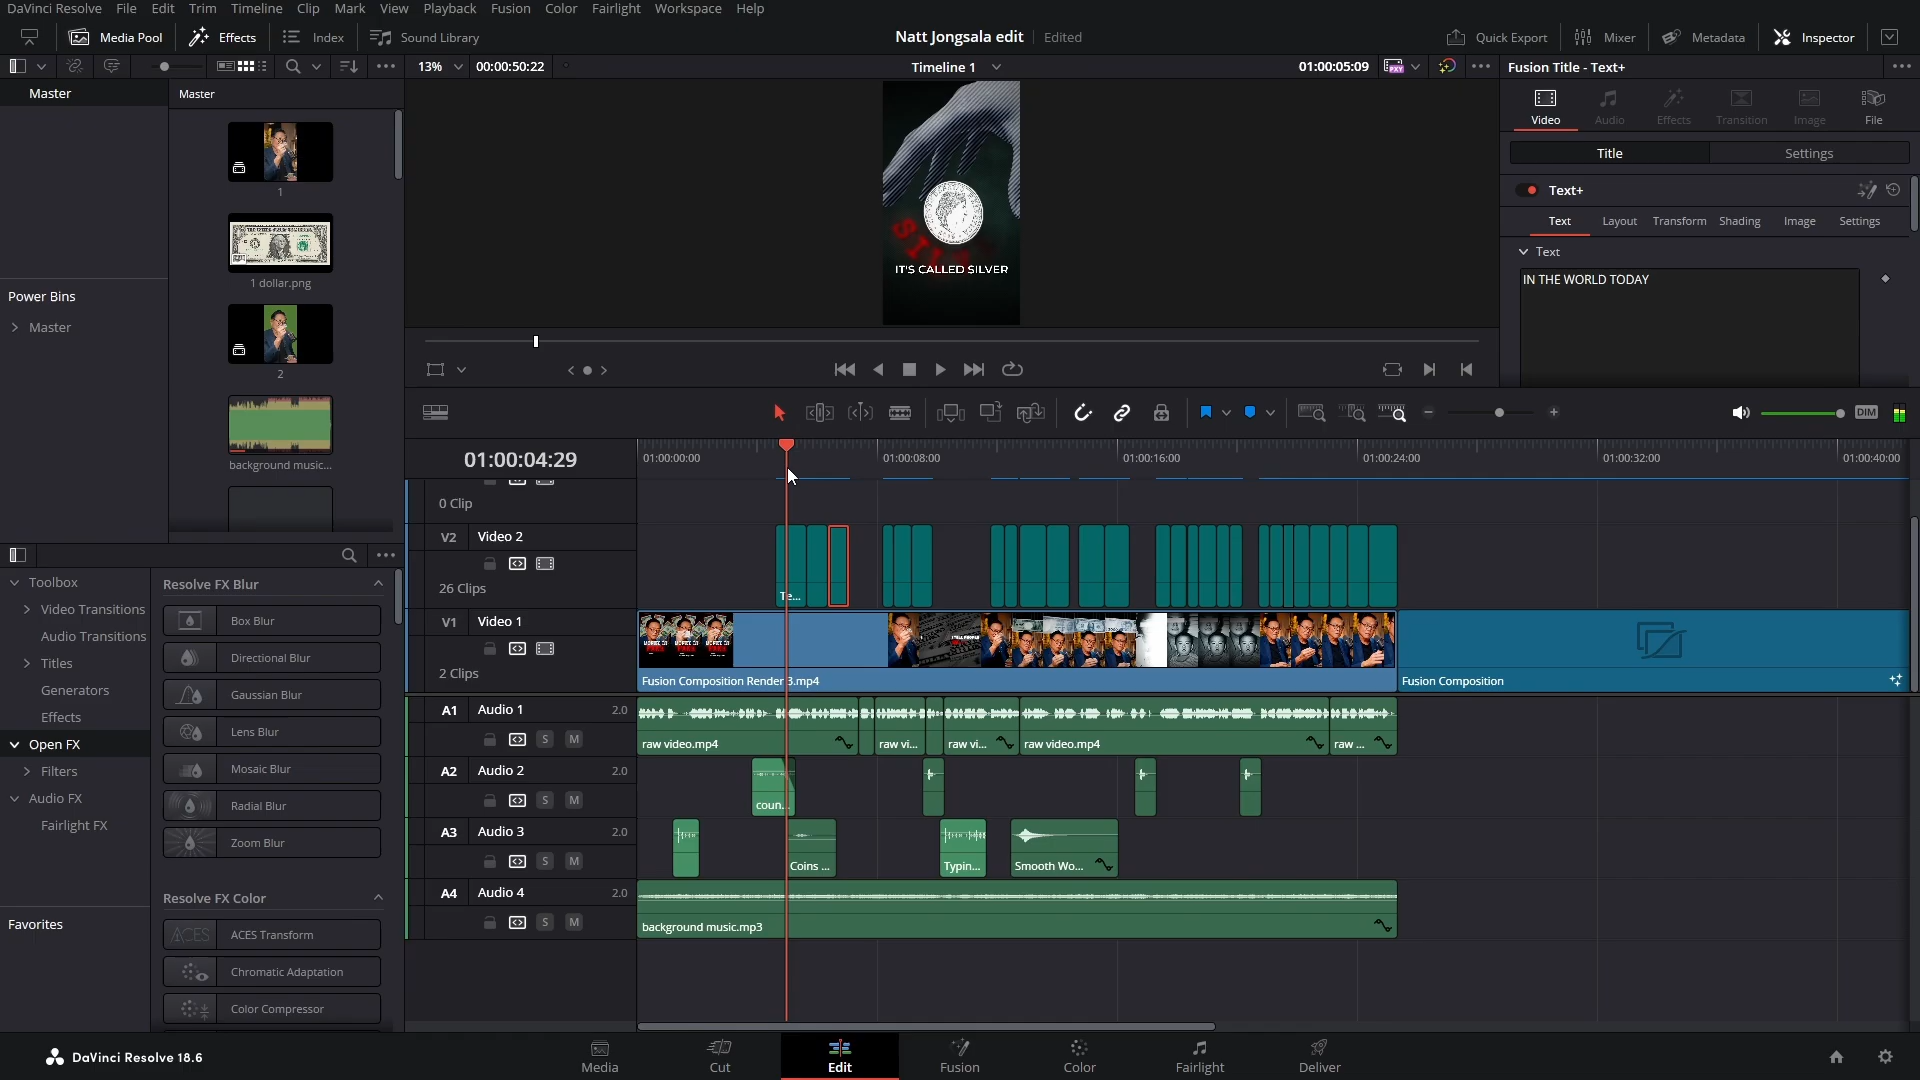 DaVinci Resolve File Edit Trim Timeline Clip Mark View Playback Fusion Color Fairlight Workspace Help
Media Pool Effects Index Sound Library
Natt Jongsala edit Edited
Quick Export Mixer Metadata Inspector
13% 00:00:50:22
Timeline 1
01:00:05:09
Fusion Title - Text+
Master
Master
1
1 dollar.png
2
background music...
Power Bins
Master
IT'S CALLED SILVER
Video Audio Effects Transition Image File
Title Settings
Text+
Text Layout Transform Shading Image Settings
Text
IN THE WORLD TODAY
DIM
Toolbox
Video Transitions
Audio Transitions
Titles
Generators
Effects
Open FX
Filters
Audio FX
Fairlight FX
Favorites
Resolve FX Blur
Box Blur
Directional Blur
Gaussian Blur
Lens Blur
Mosaic Blur
Radial Blur
Zoom Blur
Resolve FX Color
ACES Transform
Chromatic Adaptation
Color Compressor
01:00:04:29
01:00:00:00 01:00:08:00 01:00:16:00 01:00:24:00 01:00:32:00 01:00:40:00
0 Clip
V2 Video 2
26 Clips
Te...
V1 Video 1
2 Clips
Fusion Composition Render 3.mp4
Fusion Composition
A1 Audio 1 2.0
S M
raw video.mp4 raw vi... raw vi... raw video.mp4 raw ...
A2 Audio 2 2.0
S M
coun...
A3 Audio 3 2.0
S M
Coins ... Typin... Smooth Wo...
A4 Audio 4 2.0
S M
background music.mp3
DaVinci Resolve 18.6
Media Cut Edit Fusion Color Fairlight Deliver